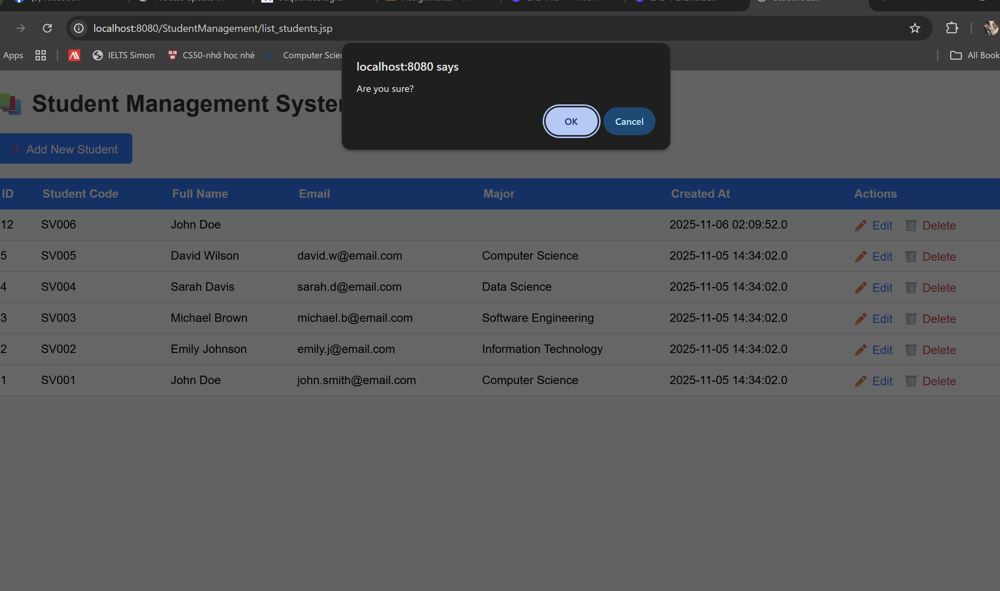 localhost:8080/StudentManagement/list_students.jsp
Apps IELTS Simon CS50-nhớ học nhé Computer Scien All Book
localhost:8080 says
Are you sure?
OK Cancel
Student Management System
Add New Student
ID Student Code Full Name Email Major Created At Actions
12 SV006 John Doe 2025-11-06 02:09:52.0 Edit Delete
5 SV005 David Wilson david.w@email.com Computer Science 2025-11-05 14:34:02.0 Edit Delete
4 SV004 Sarah Davis sarah.d@email.com Data Science 2025-11-05 14:34:02.0 Edit Delete
3 SV003 Michael Brown michael.b@email.com Software Engineering 2025-11-05 14:34:02.0 Edit Delete
2 SV002 Emily Johnson emily.j@email.com Information Technology 2025-11-05 14:34:02.0 Edit Delete
1 SV001 John Doe john.smith@email.com Computer Science 2025-11-05 14:34:02.0 Edit Delete